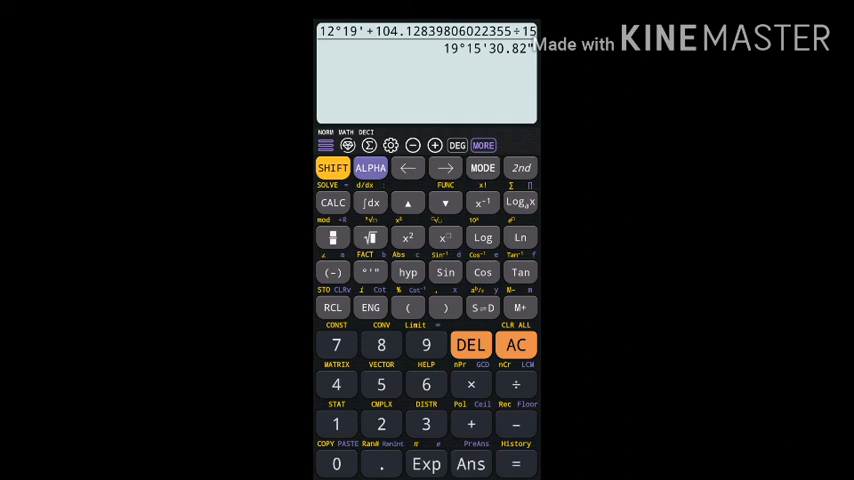 12°19'+104.12839806022355÷15
19°15'30.82"
Made with KINEMASTER
NORM MATH DECI
DEG MORE
SHIFT ALPHA ← → MODE 2nd
SOLVE = d/dx : FUNC x! ∑ ∏
CALC ∫dx ▲ ▼ x⁻¹ Logₐx
mod ÷R ³√□ x³ □√□ 10ˣ
√□ x² x□ Log Ln
∠ a FACT b Abs c Sin⁻¹ d Cos⁻¹ e Tan⁻¹ f
(−) °'" hyp Sin Cos Tan
STO CLRv i Cot % Cot⁻¹ , x aᵇ/c y M− m
RCL ENG ( ) S⇌D M+
CONST CONV Limit ∞ CLR ALL
7 8 9 DEL AC
MATRIX VECTOR HELP nPr GCD nCr LCM
4 5 6 × ÷
STAT CMPLX DISTR Pol Ceil Rec Floor
1 2 3 + −
COPY PASTE Ran# RanInt π e PreAns History
0 . Exp Ans =